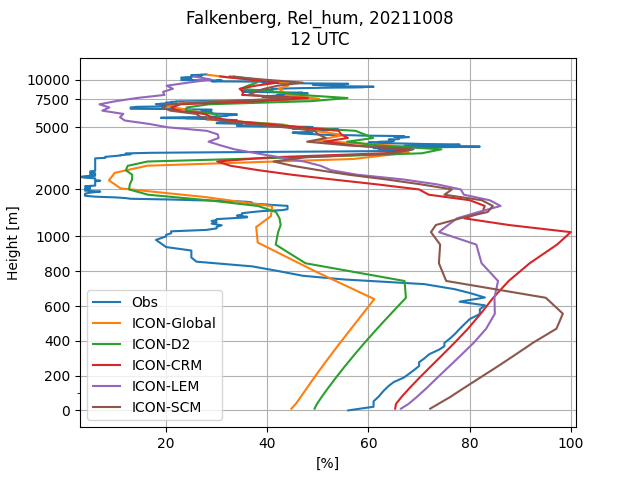 Falkenberg, Rel_hum, 20211008
12 UTC
10000
7500
5000
2000
1000
800
600
400
200
0
Height [m]
Obs
ICON-Global
ICON-D2
ICON-CRM
ICON-LEM
ICON-SCM
20 40 60 80 100
[%]